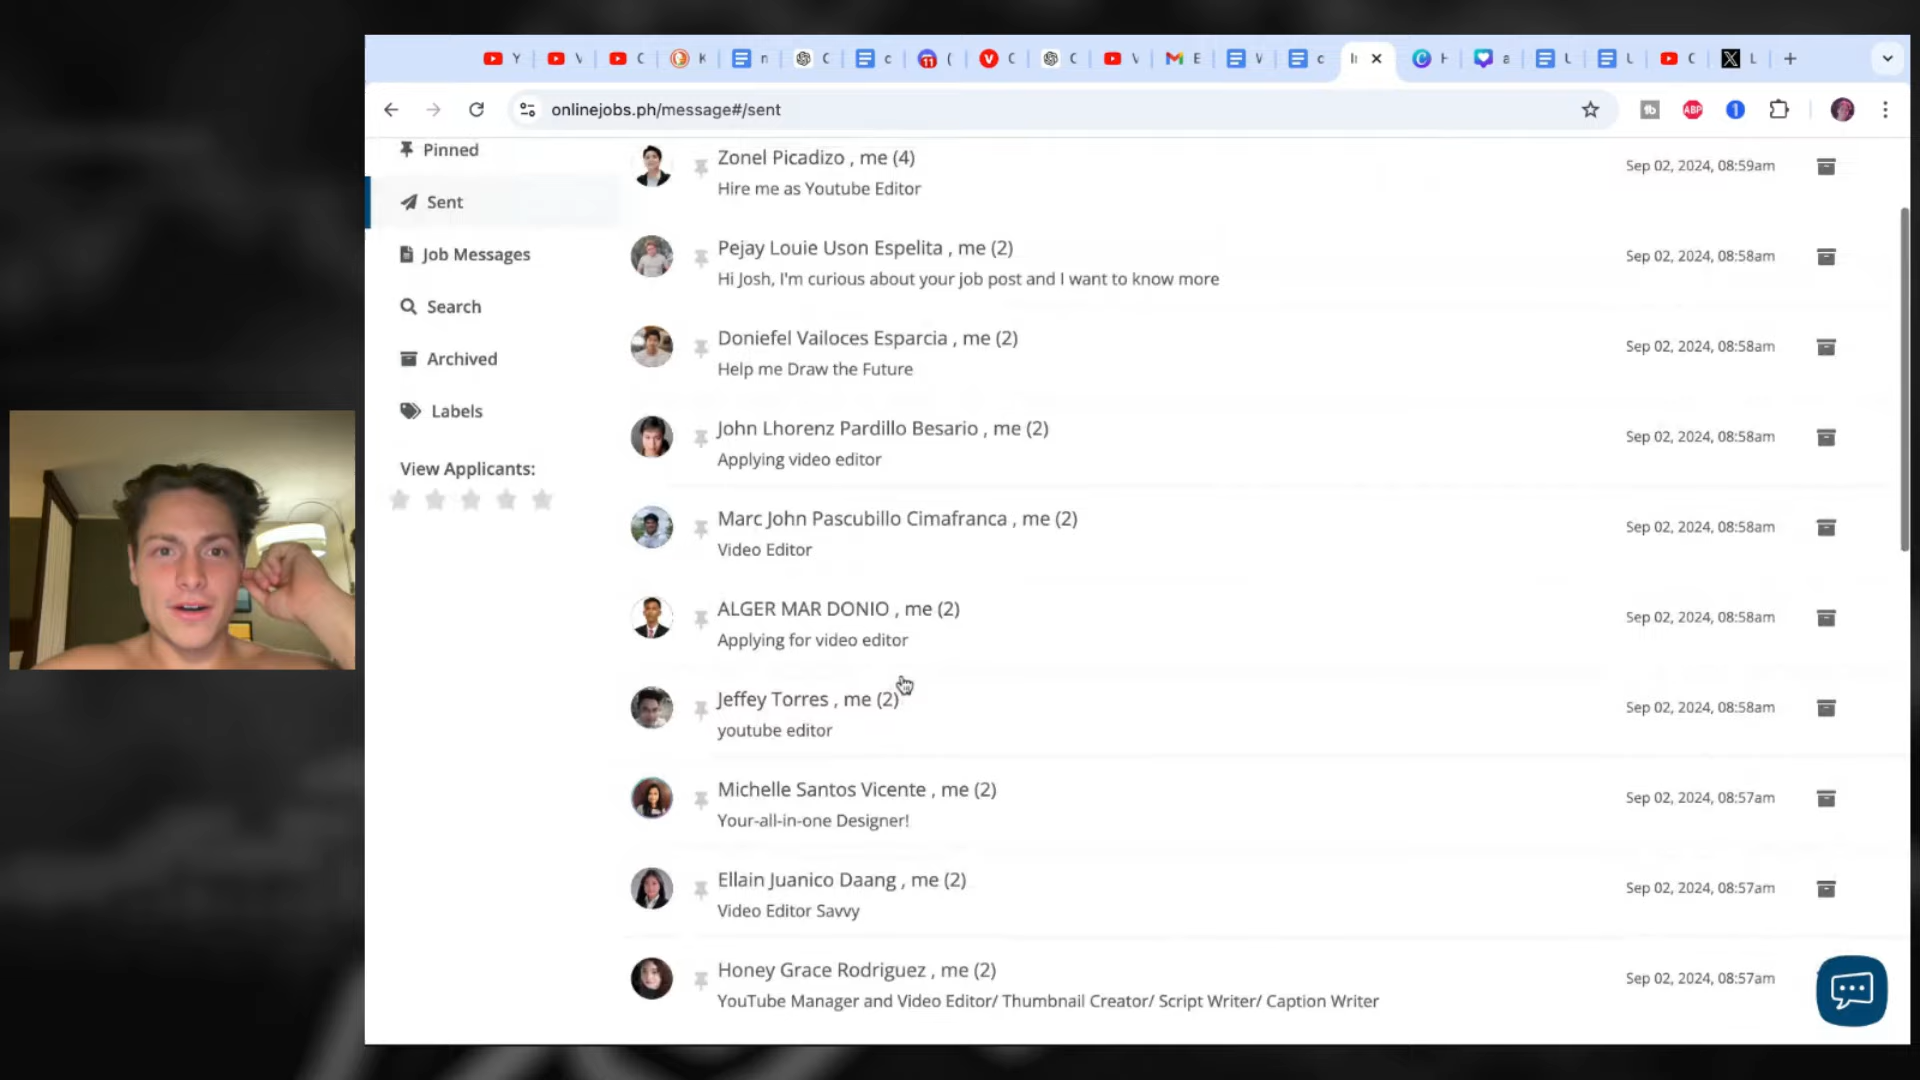 Y
V
C
K
n
C
c
11
(
C
C
V
E
V
c
I
H
a
L
L
C
L
onlinejobs.ph/message#/sent
ABP
1
Pinned
Sent
Job Messages
Search
Archived
Labels
View Applicants:
Zonel Picadizo , me (4)
Sep 02, 2024, 08:59am
Hire me as Youtube Editor
Pejay Louie Uson Espelita , me (2)
Sep 02, 2024, 08:58am
Hi Josh, I'm curious about your job post and I want to know more
Doniefel Vailoces Esparcia , me (2)
Sep 02, 2024, 08:58am
Help me Draw the Future
John Lhorenz Pardillo Besario , me (2)
Sep 02, 2024, 08:58am
Applying video editor
Marc John Pascubillo Cimafranca , me (2)
Sep 02, 2024, 08:58am
Video Editor
ALGER MAR DONIO , me (2)
Sep 02, 2024, 08:58am
Applying for video editor
Jeffey Torres , me (2)
Sep 02, 2024, 08:58am
youtube editor
Michelle Santos Vicente , me (2)
Sep 02, 2024, 08:57am
Your-all-in-one Designer!
Ellain Juanico Daang , me (2)
Sep 02, 2024, 08:57am
Video Editor Savvy
Honey Grace Rodriguez , me (2)
Sep 02, 2024, 08:57am
YouTube Manager and Video Editor/ Thumbnail Creator/ Script Writer/ Caption Writer